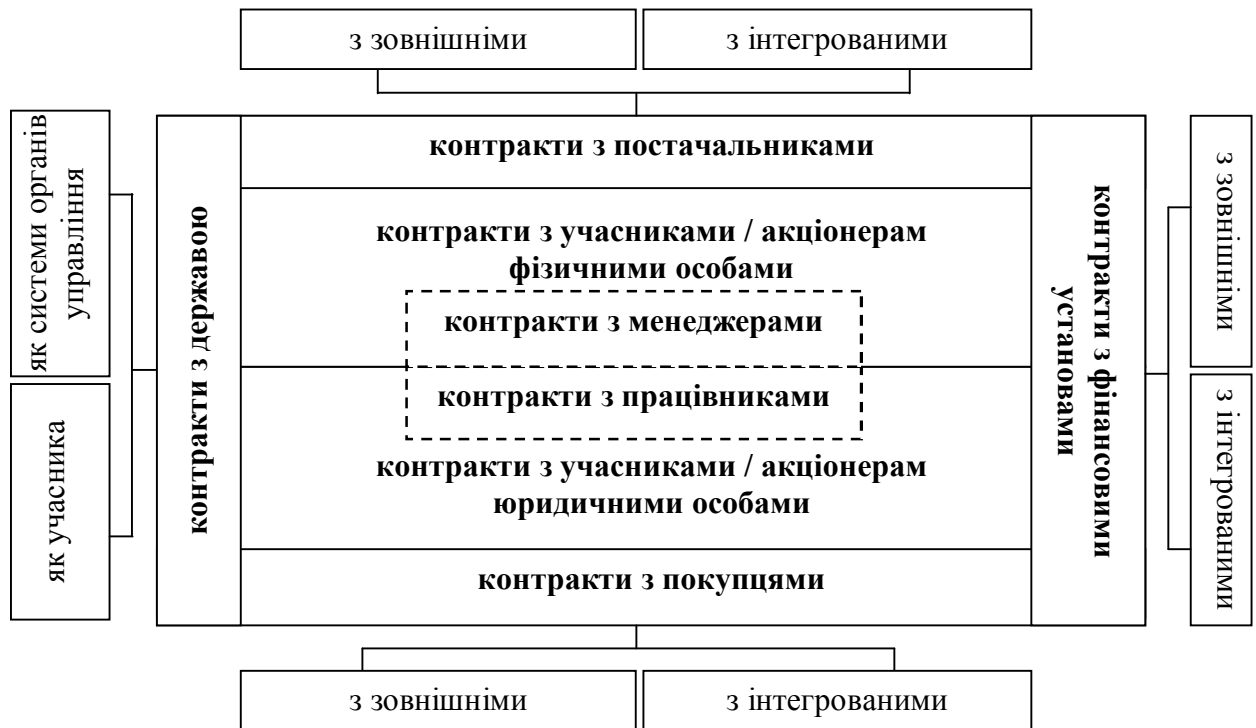 з зовнішніми
з інтегрованими
як системи органів
управління
як учасника
контракти з державою
контракти з постачальниками
контракти з учасниками / акціонерам
фізичними особами
контракти з менеджерами
контракти з працівниками
контракти з учасниками / акціонерам
юридичними особами
контракти з покупцями
контракти з фінансовими
установами
з зовнішніми
з інтегрованими
з зовнішніми
з інтегрованими